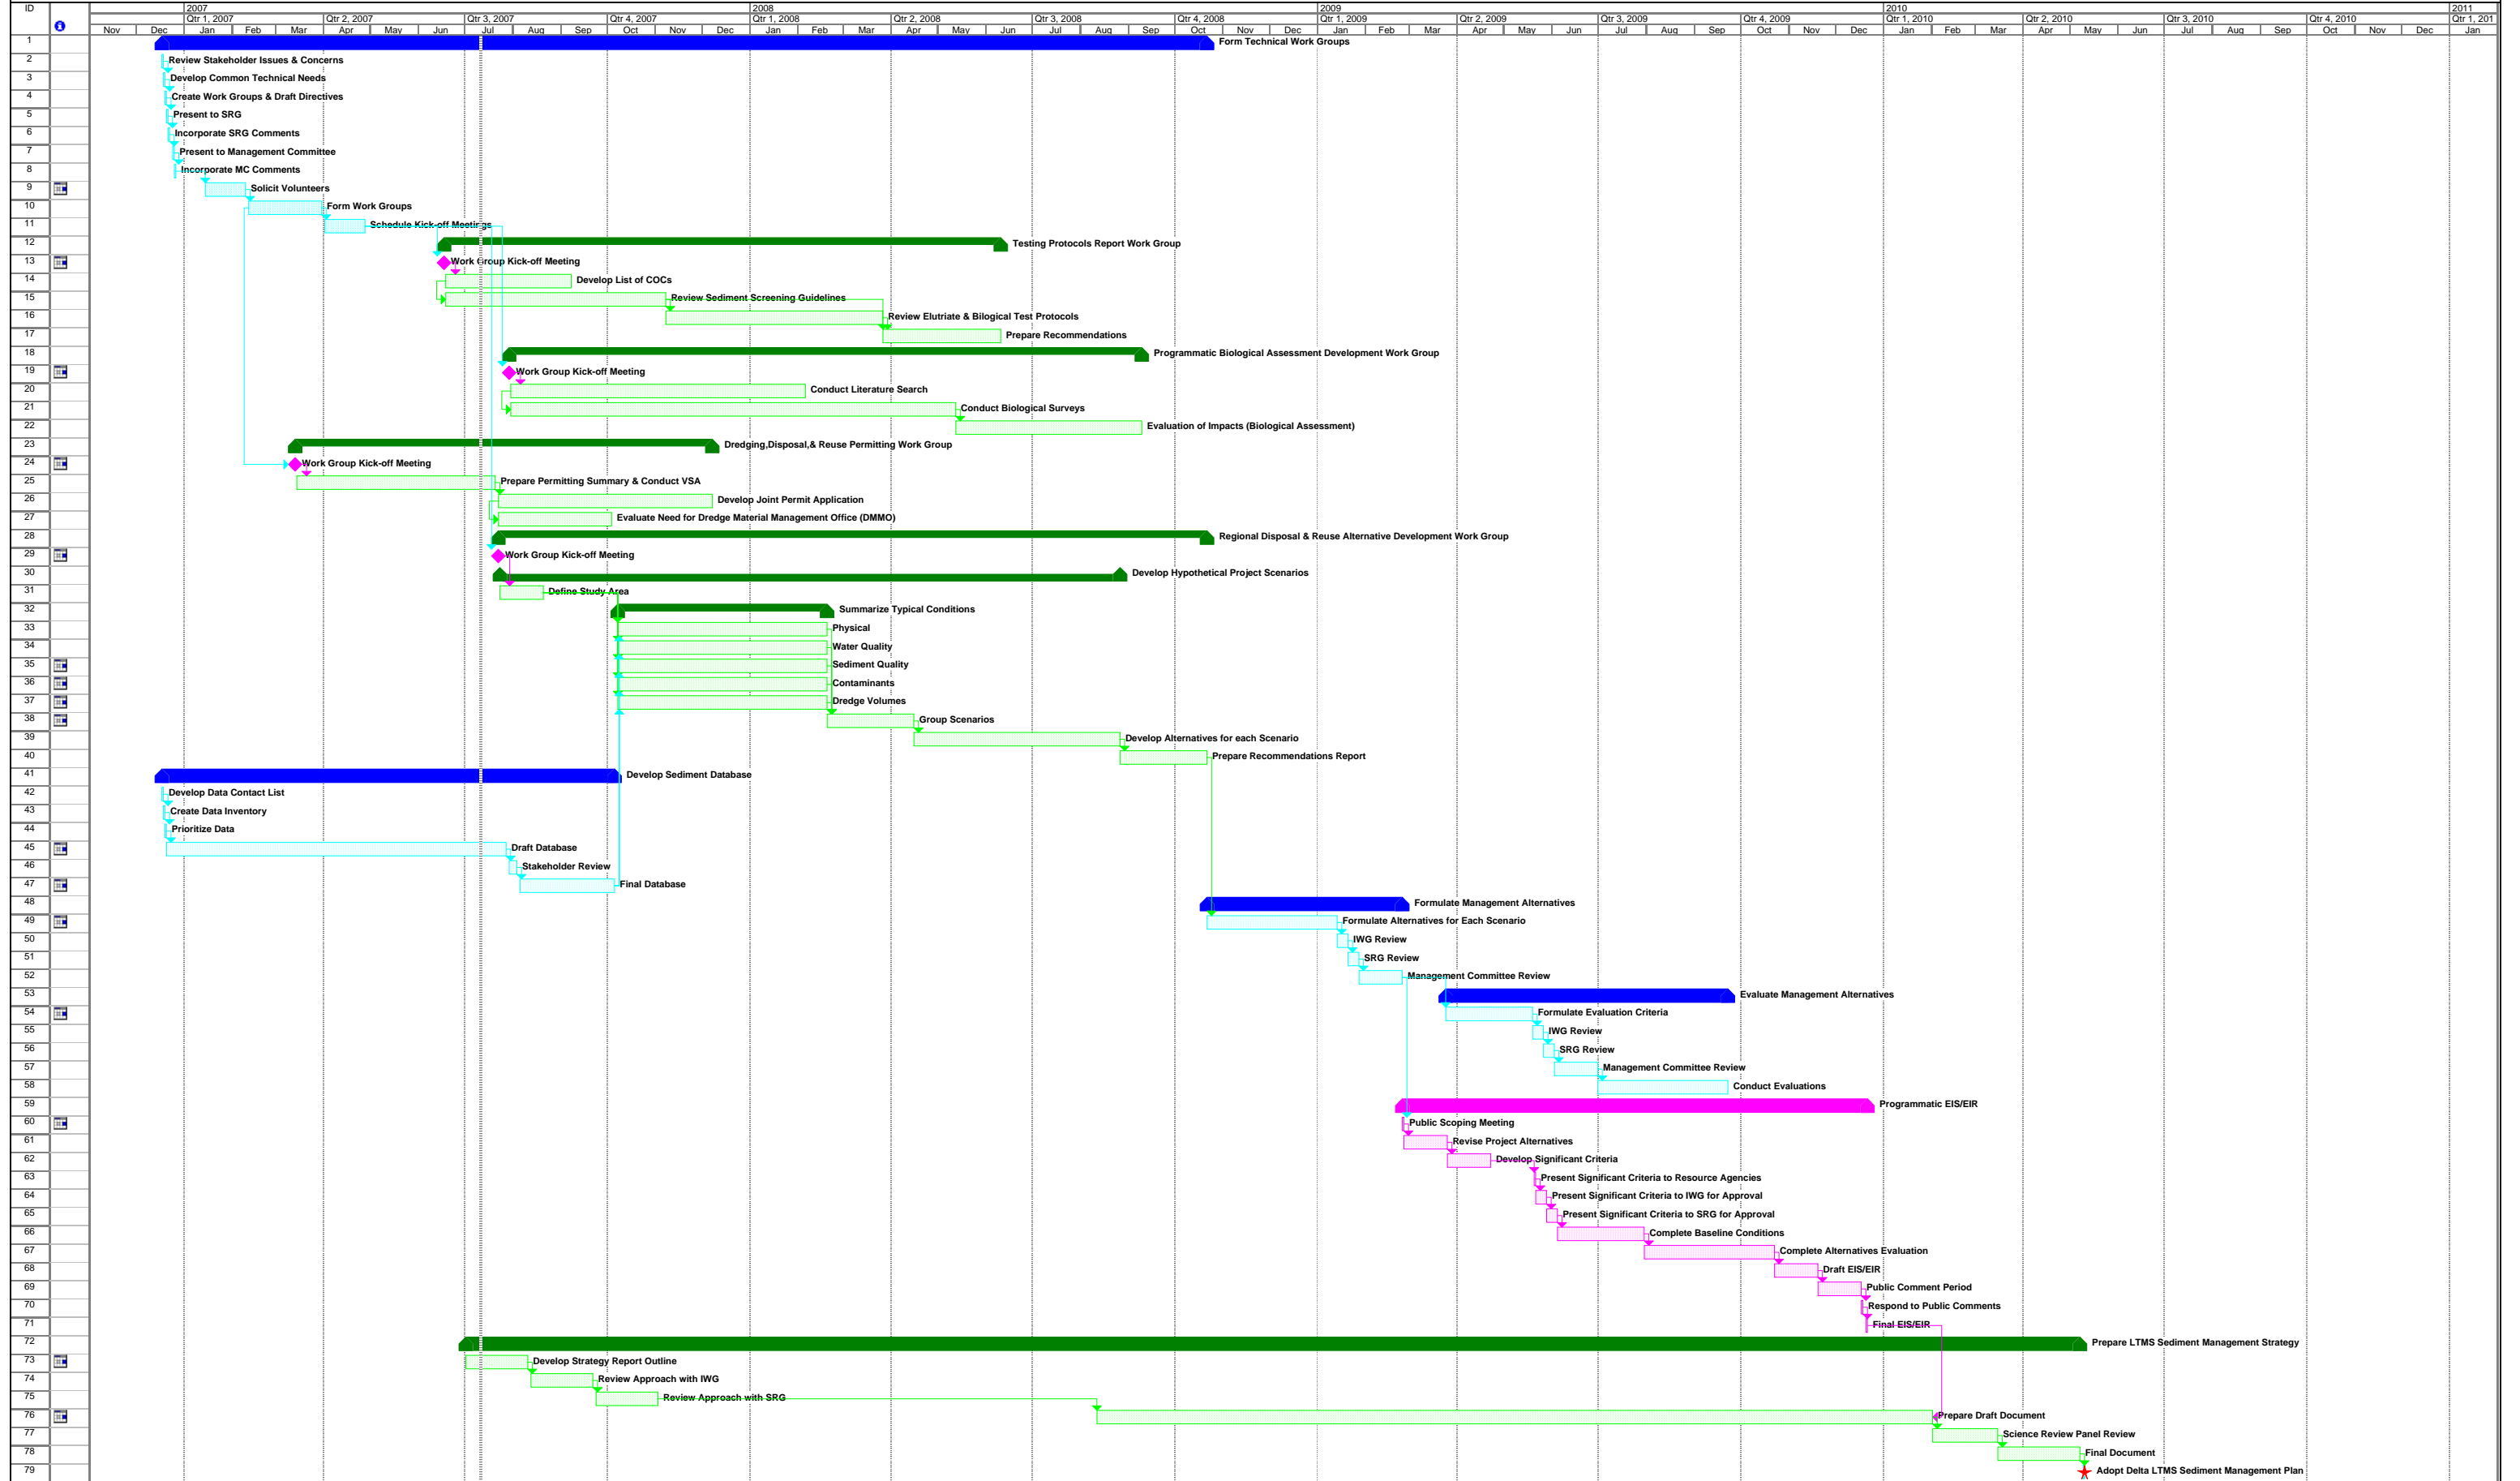 ID
2007 2008 2009 2010 2011
Qtr 1, 2007 Qtr 2, 2007 Qtr 3, 2007 Qtr 4, 2007 Qtr 1, 2008 Qtr 2, 2008 Qtr 3, 2008 Qtr 4, 2008 Qtr 1, 2009 Qtr 2, 2009 Qtr 3, 2009 Qtr 4, 2009 Qtr 1, 2010 Qtr 2, 2010 Qtr 3, 2010 Qtr 4, 2010 Qtr 1, 201
Nov Dec Jan Feb Mar Apr May Jun Jul Aug Sep Oct Nov Dec Jan Feb Mar Apr May Jun Jul Aug Sep Oct Nov Dec Jan Feb Mar Apr May Jun Jul Aug Sep Oct Nov Dec Jan Feb Mar Apr May Jun Jul Aug Sep Oct Nov Dec Jan
1 Form Technical Work Groups
2 Review Stakeholder Issues & Concerns
3 Develop Common Technical Needs
4 Create Work Groups & Draft Directives
5 Present to SRG
6 Incorporate SRG Comments
7 Present to Management Committee
8 Incorporate MC Comments
9 Solicit Volunteers
10 Form Work Groups
11 Schedule Kick-off Meetings
12 Testing Protocols Report Work Group
13 Work Group Kick-off Meeting
14 Develop List of COCs
15 Review Sediment Screening Guidelines
16 Review Elutriate & Bilogical Test Protocols
17 Prepare Recommendations
18 Programmatic Biological Assessment Development Work Group
19 Work Group Kick-off Meeting
20 Conduct Literature Search
21 Conduct Biological Surveys
22 Evaluation of Impacts (Biological Assessment)
23 Dredging,Disposal,& Reuse Permitting Work Group
24 Work Group Kick-off Meeting
25 Prepare Permitting Summary & Conduct VSA
26 Develop Joint Permit Application
27 Evaluate Need for Dredge Material Management Office (DMMO)
28 Regional Disposal & Reuse Alternative Development Work Group
29 Work Group Kick-off Meeting
30 Develop Hypothetical Project Scenarios
31 Define Study Area
32 Summarize Typical Conditions
33 Physical
34 Water Quality
35 Sediment Quality
36 Contaminants
37 Dredge Volumes
38 Group Scenarios
39 Develop Alternatives for each Scenario
40 Prepare Recommendations Report
41 Develop Sediment Database
42 Develop Data Contact List
43 Create Data Inventory
44 Prioritize Data
45 Draft Database
46 Stakeholder Review
47 Final Database
48 Formulate Management Alternatives
49 Formulate Alternatives for Each Scenario
50 IWG Review
51 SRG Review
52 Management Committee Review
53 Evaluate Management Alternatives
54 Formulate Evaluation Criteria
55 IWG Review
56 SRG Review
57 Management Committee Review
58 Conduct Evaluations
59 Programmatic EIS/EIR
60 Public Scoping Meeting
61 Revise Project Alternatives
62 Develop Significant Criteria
63 Present Significant Criteria to Resource Agencies
64 Present Significant Criteria to IWG for Approval
65 Present Significant Criteria to SRG for Approval
66 Complete Baseline Conditions
67 Complete Alternatives Evaluation
68 Draft EIS/EIR
69 Public Comment Period
70 Respond to Public Comments
71 Final EIS/EIR
72 Prepare LTMS Sediment Management Strategy
73 Develop Strategy Report Outline
74 Review Approach with IWG
75 Review Approach with SRG
76 Prepare Draft Document
77 Science Review Panel Review
78 Final Document
79 Adopt Delta LTMS Sediment Management Plan